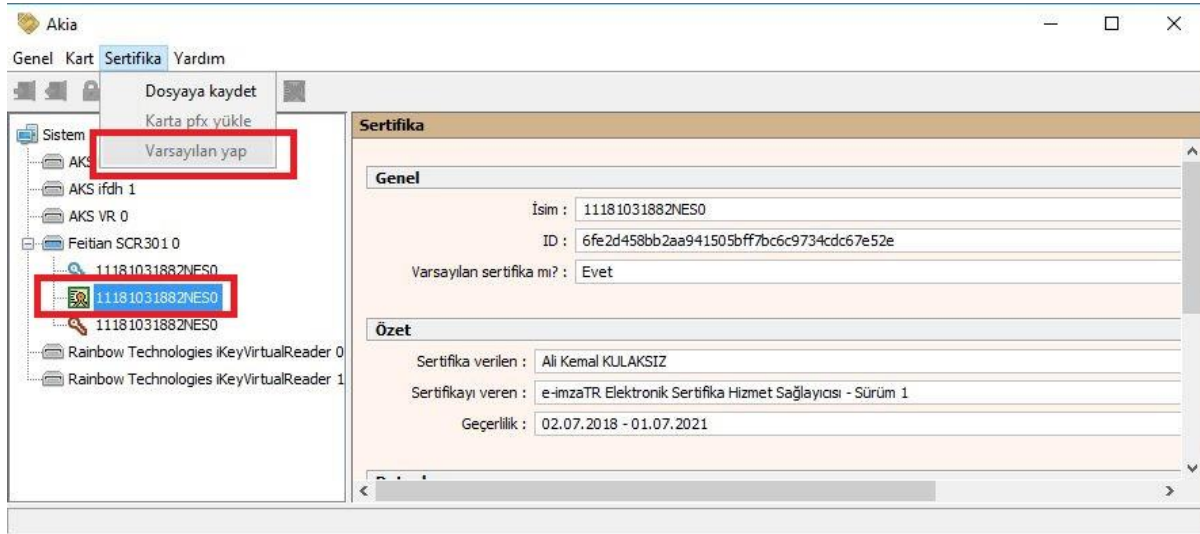 Akia
Genel Kart Sertifika Yardım
Dosyaya kaydet
Karta pfx yükle
Varsayılan yap
Sistem
AKS
AKS ifdh 1
AKS VR 0
Feitian SCR301 0
11181031882NES0
11181031882NES0
11181031882NES0
Rainbow Technologies iKeyVirtualReader 0
Rainbow Technologies iKeyVirtualReader 1
Sertifika
Genel
İsim : 11181031882NES0
ID : 6fe2d458bb2aa941505bff7bc6c9734cdc67e52e
Varsayılan sertifika mı? : Evet
Özet
Sertifika verilen : Ali Kemal KULAKSIZ
Sertifikayı veren : e-imzaTR Elektronik Sertifika Hizmet Sağlayıcısı - Sürüm 1
Geçerlilik : 02.07.2018 - 01.07.2021